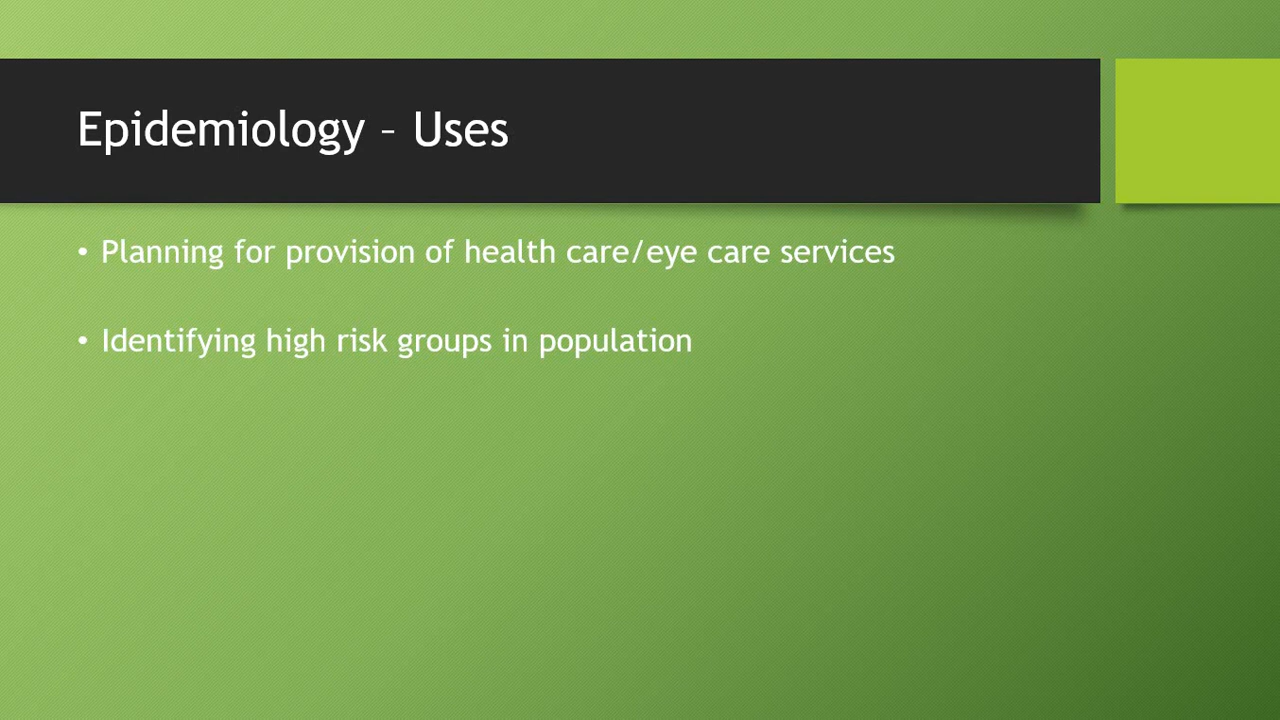 Epidemiology – Uses
• Planning for provision of health care/eye care services
• Identifying high risk groups in population